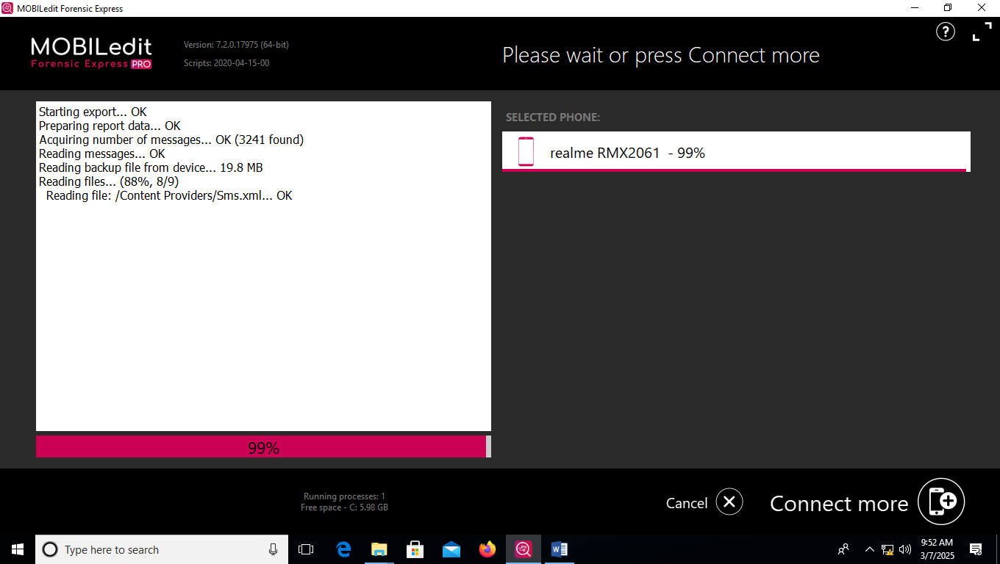 MOBILedit Forensic Express
MOBILedit
Forensic Express PRO
Version: 7.2.0.17975 (64-bit)
Scripts: 2020-04-15-00
Please wait or press Connect more
?
Starting export... OK
Preparing report data... OK
Acquiring number of messages... OK (3241 found)
Reading messages... OK
Reading backup file from device... 19.8 MB
Reading files... (88%, 8/9)
Reading file: /Content Providers/Sms.xml... OK
99%
SELECTED PHONE:
realme RMX2061 - 99%
Running processes: 1
Free space - C: 5.98 GB
Cancel
Connect more
Type here to search
9:52 AM
3/7/2025